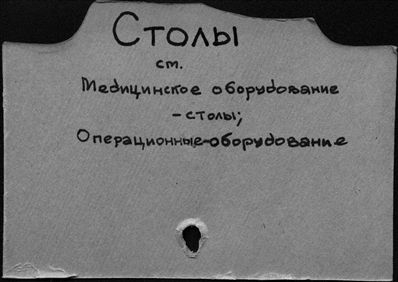 Столы
см.
Медицинское оборудование
-столы;
Операционные-оборудование